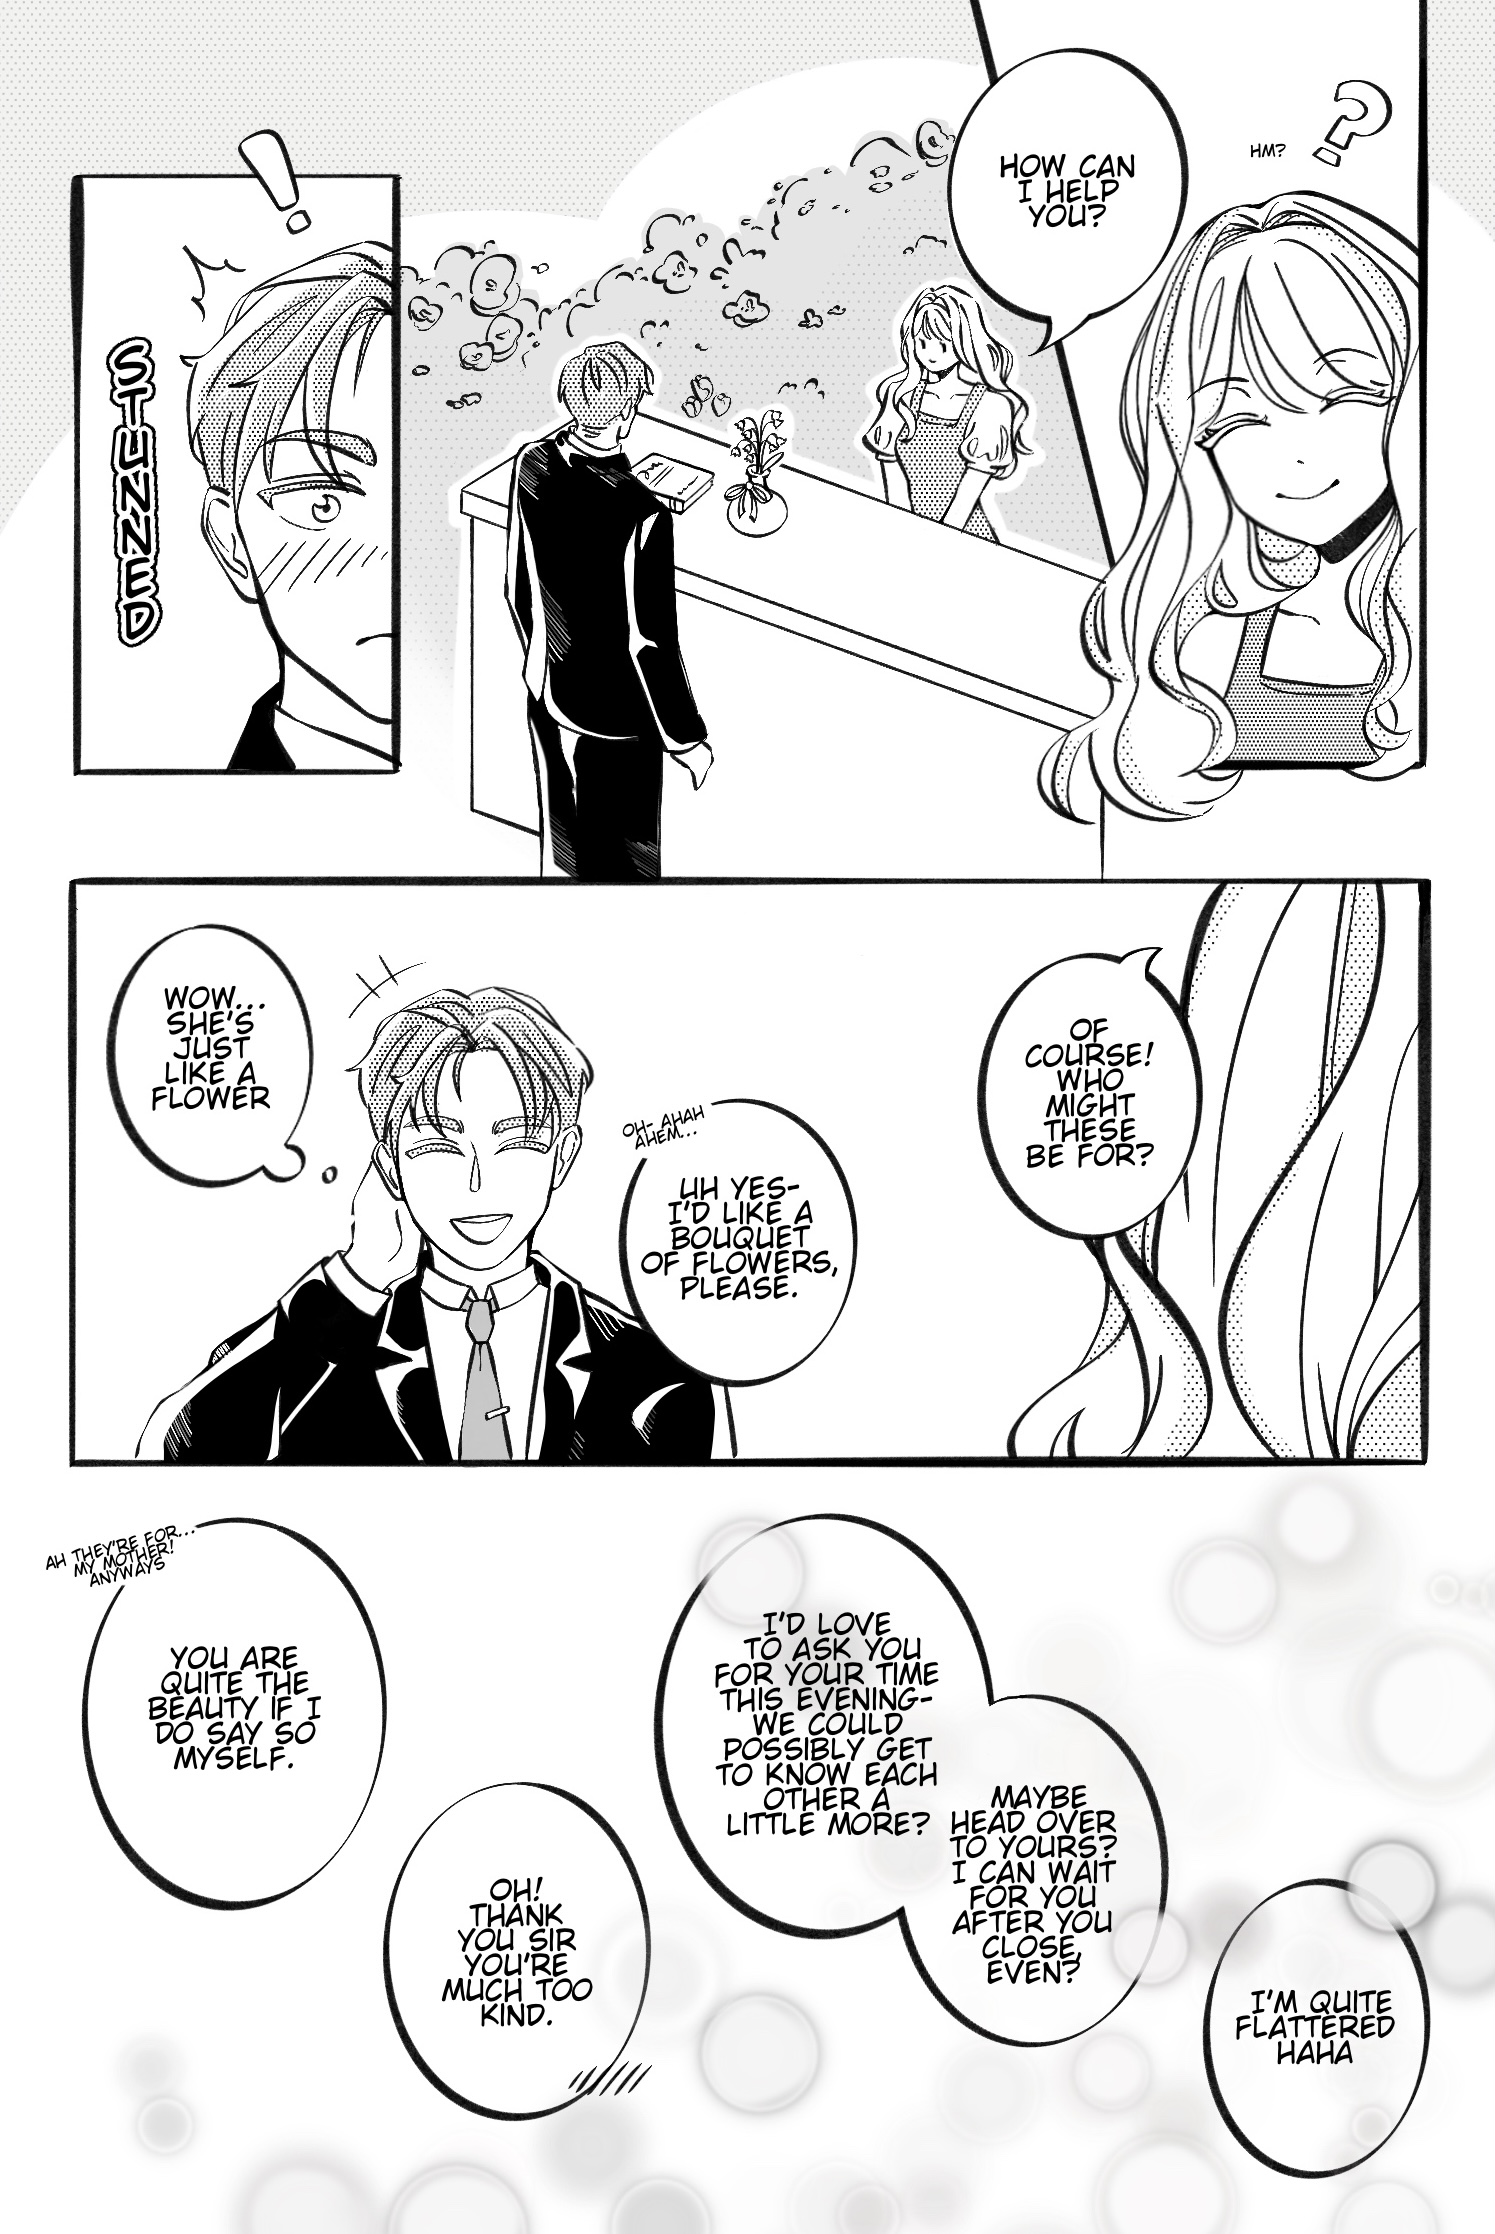 STUNNED
HOW CAN
I HELP
YOU?
HM?
?
!
WOW...
SHE'S
JUST
LIKE A
FLOWER
OH- AHAH
AHEM...
UH YES-
I'D LIKE A
BOUQUET
OF FLOWERS,
PLEASE.
OF
COURSE!
WHO
MIGHT
THESE
BE FOR?
AH THEY'RE FOR...
MY MOTHER!
ANYWAYS
YOU ARE
QUITE THE
BEAUTY IF I
DO SAY SO
MYSELF.
OH!
THANK
YOU SIR
YOU'RE
MUCH TOO
KIND.
I'D LOVE
TO ASK YOU
FOR YOUR TIME
THIS EVENING-
WE COULD
POSSIBLY GET
TO KNOW EACH
OTHER A
LITTLE MORE?
MAYBE
HEAD OVER
TO YOURS?
I CAN WAIT
FOR YOU
AFTER YOU
CLOSE,
EVEN?
I'M QUITE
FLATTERED
HAHA